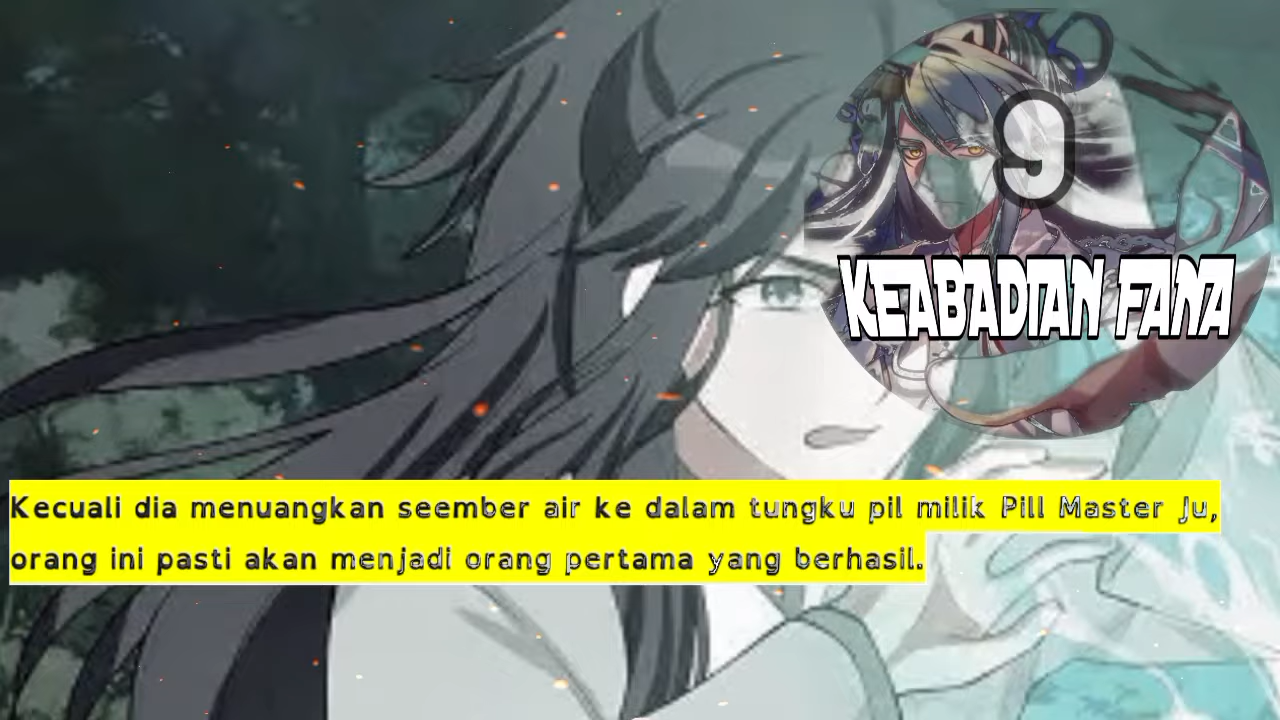 9
KEABADIAN FANA
Kecuali dia menuangkan seember air ke dalam tungku pil milik Pill Master Ju,
orang ini pasti akan menjadi orang pertama yang berhasil.